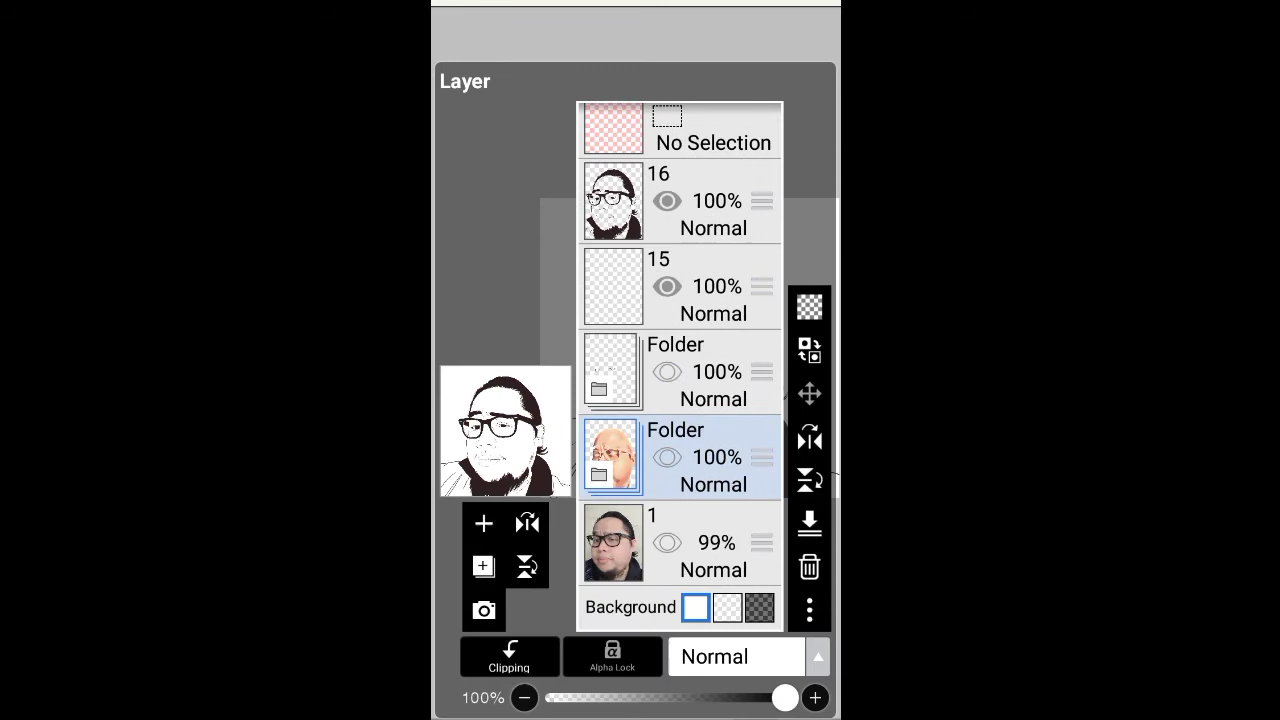 Layer
No Selection
16
100%
Normal
15
100%
Normal
Folder
100%
Normal
Folder
100%
Normal
1
99%
Normal
Background
Clipping
α
Alpha Lock
Normal
100%